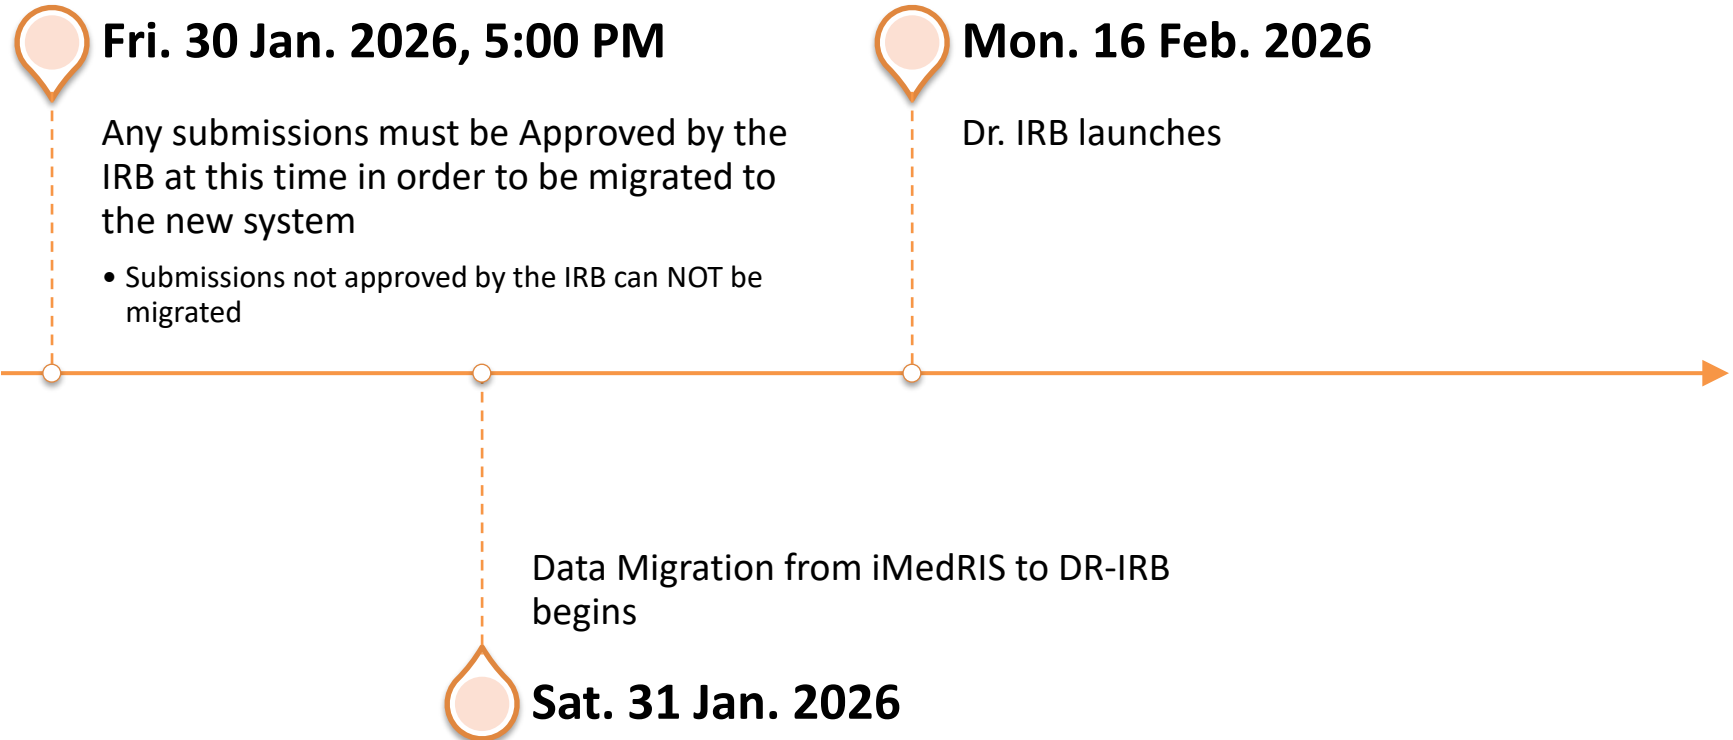 Fri. 30 Jan. 2026, 5:00 PM
Any submissions must be Approved by the
IRB at this time in order to be migrated to
the new system
• Submissions not approved by the IRB can NOT be
migrated
Mon. 16 Feb. 2026
Dr. IRB launches
Data Migration from iMedRIS to DR-IRB
begins
Sat. 31 Jan. 2026